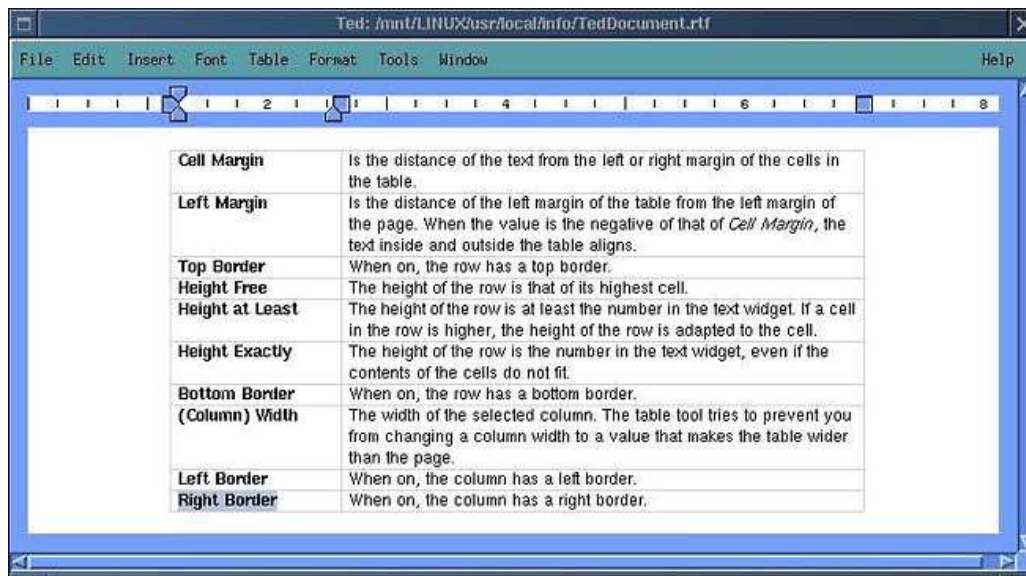 Ted: /mnt/LINUX/usr/local/info/TedDocument.rtf
File Edit Insert Font Table Format Tools Window Help
2 4 6 8
Cell Margin Is the distance of the text from the left or right margin of the cells in
the table.
Left Margin Is the distance of the left margin of the table from the left margin of
the page. When the value is the negative of that of Cell Margin, the
text inside and outside the table aligns.
Top Border When on, the row has a top border.
Height Free The height of the row is that of its highest cell.
Height at Least The height of the row is at least the number in the text widget. If a cell
in the row is higher, the height of the row is adapted to the cell.
Height Exactly The height of the row is the number in the text widget, even if the
contents of the cells do not fit.
Bottom Border When on, the row has a bottom border.
(Column) Width The width of the selected column. The table tool tries to prevent you
from changing a column width to a value that makes the table wider
than the page.
Left Border When on, the column has a left border.
Right Border When on, the column has a right border.